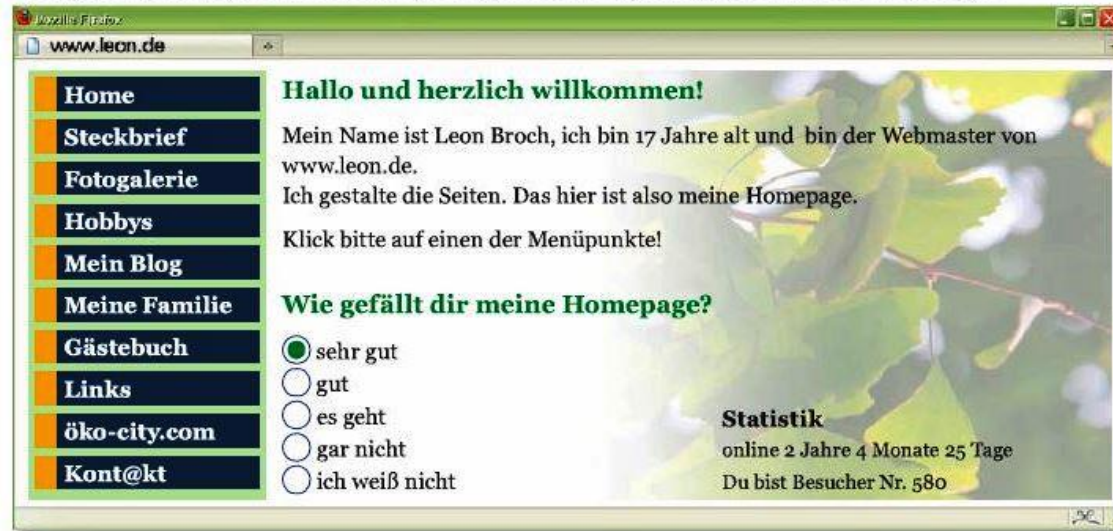 Mozilla Firefox
www.leon.de
Home
Steckbrief
Fotogalerie
Hobbys
Mein Blog
Meine Familie
Gästebuch
Links
öko-city.com
Kont@kt
Hallo und herzlich willkommen!
Mein Name ist Leon Broch, ich bin 17 Jahre alt und bin der Webmaster von
www.leon.de.
Ich gestalte die Seiten. Das hier ist also meine Homepage.
Klick bitte auf einen der Menüpunkte!
Wie gefällt dir meine Homepage?
sehr gut
gut
es geht
gar nicht
ich weiß nicht
Statistik
online 2 Jahre 4 Monate 25 Tage
Du bist Besucher Nr. 580